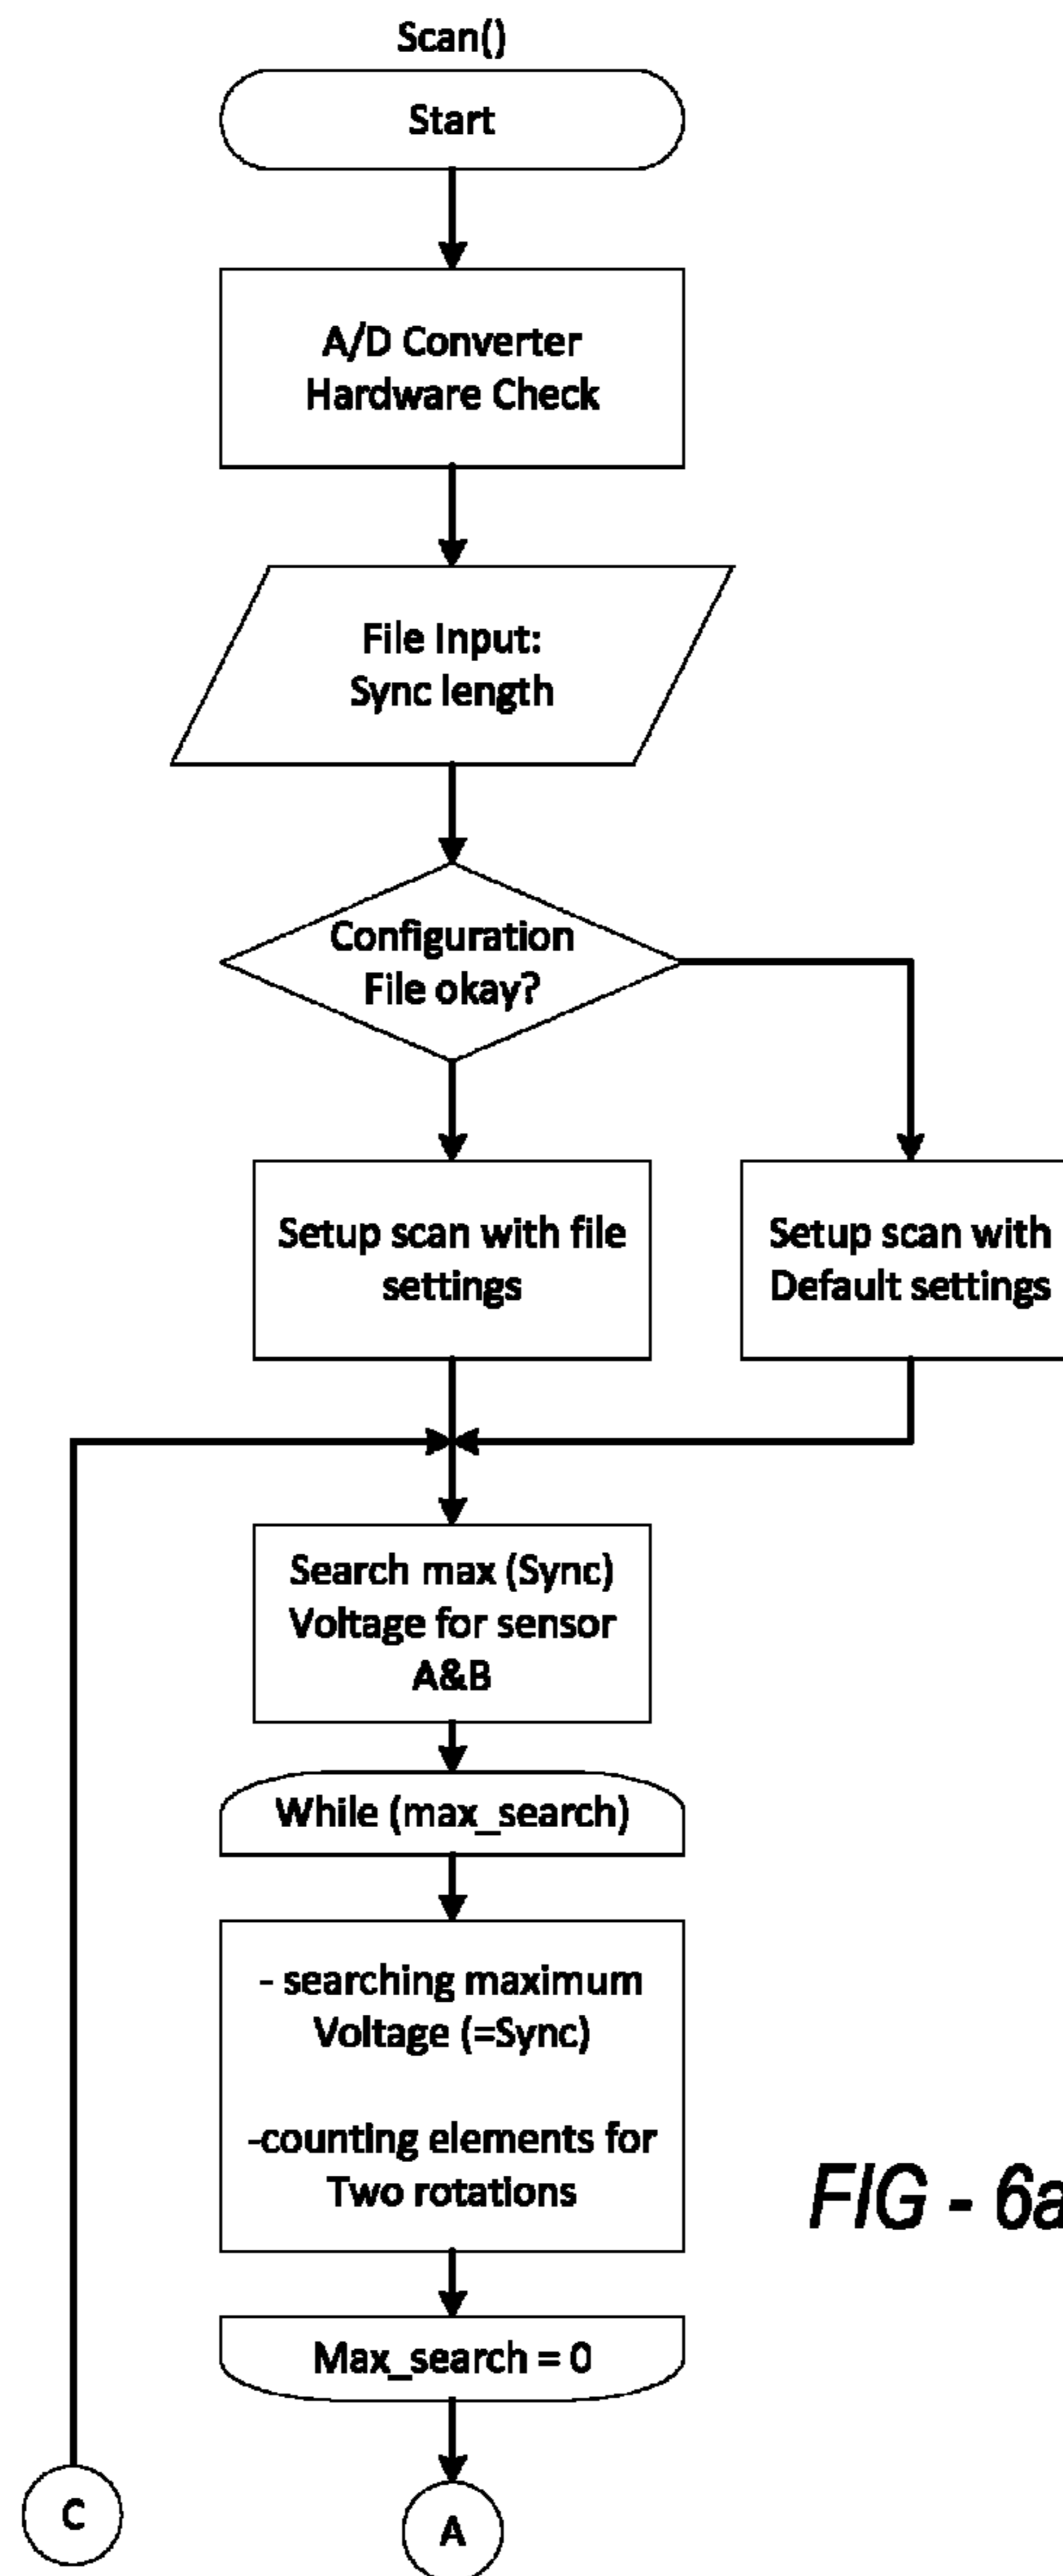 Scan()
Start
A/D Converter
Hardware Check
File Input:
Sync length
Configuration
File okay?
Setup scan with file
settings
Setup scan with
Default settings
Search max (Sync)
Voltage for sensor
A&B
While (max_search)
- searching maximum
Voltage (=Sync)
-counting elements for
Two rotations
FIG - 6a
Max_search = 0
C
A